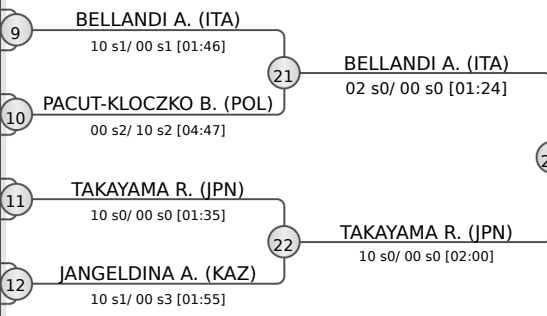 9
BELLANDI A. (ITA)
10 s1/ 00 s1 [01:46]
21
BELLANDI A. (ITA)
02 s0/ 00 s0 [01:24]
10
PACUT-KLOCZKO B. (POL)
00 s2/ 10 s2 [04:47]
11
TAKAYAMA R. (JPN)
10 s0/ 00 s0 [01:35]
22
TAKAYAMA R. (JPN)
10 s0/ 00 s0 [02:00]
12
JANGELDINA A. (KAZ)
10 s1/ 00 s3 [01:55]